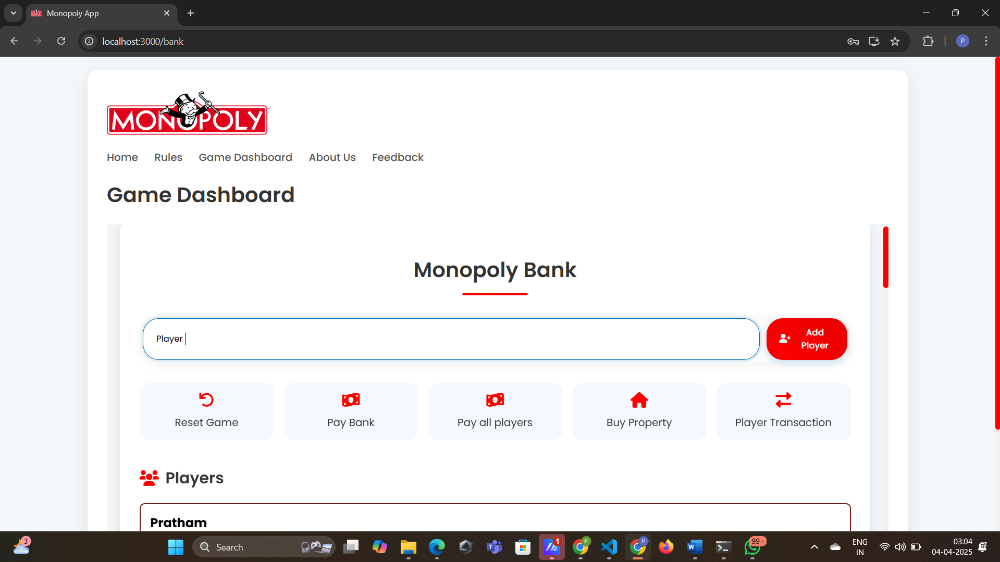 Monopoly App
localhost:3000/bank
P
MONOPOLY
Home Rules Game Dashboard About Us Feedback
Game Dashboard
Monopoly Bank
Player
Add
Player
Reset Game
Pay Bank
Pay all players
Buy Property
Player Transaction
Players
Pratham
3
Search
T
1
P
P
W
99+
ENG
IN
03:04
04-04-2025